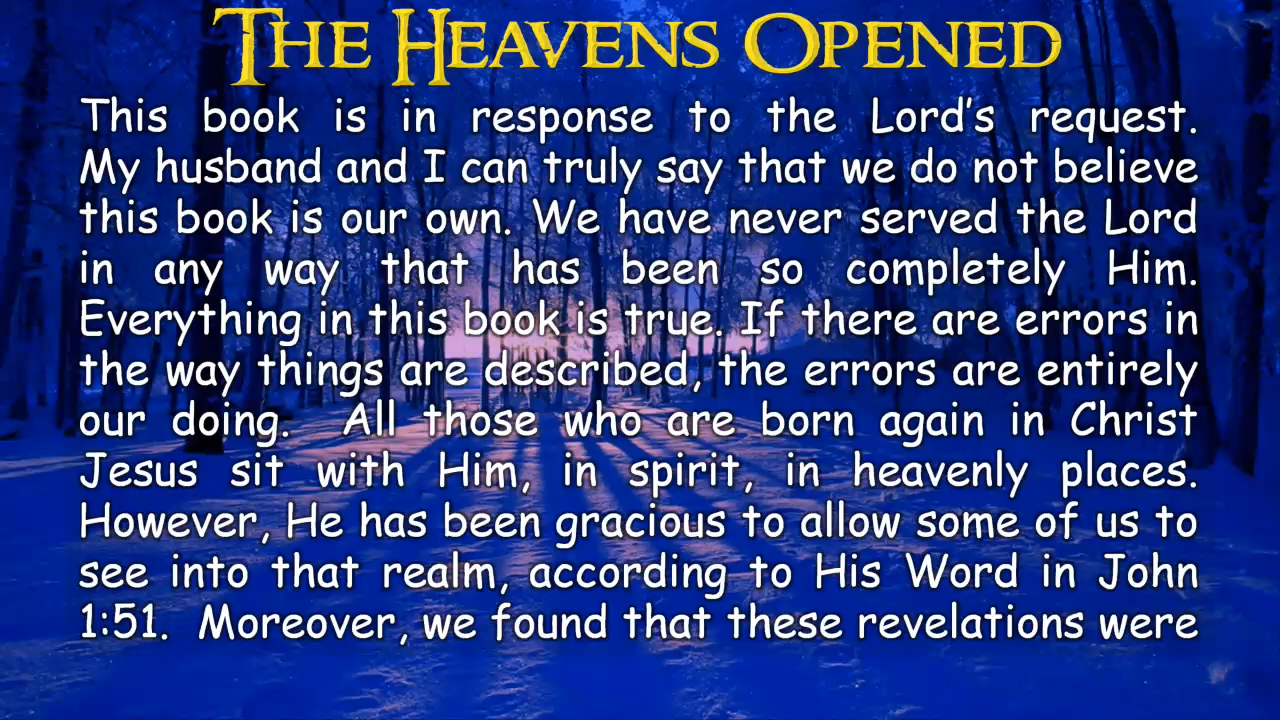 THE HEAVENS OPENED
This book is in response to the Lord's request.
My husband and I can truly say that we do not believe
this book is our own. We have never served the Lord
in any way that has been so completely Him.
Everything in this book is true. If there are errors in
the way things are described, the errors are entirely
our doing.  All those who are born again in Christ
Jesus sit with Him, in spirit, in heavenly places.
However, He has been gracious to allow some of us to
see into that realm, according to His Word in John
1:51.  Moreover, we found that these revelations were